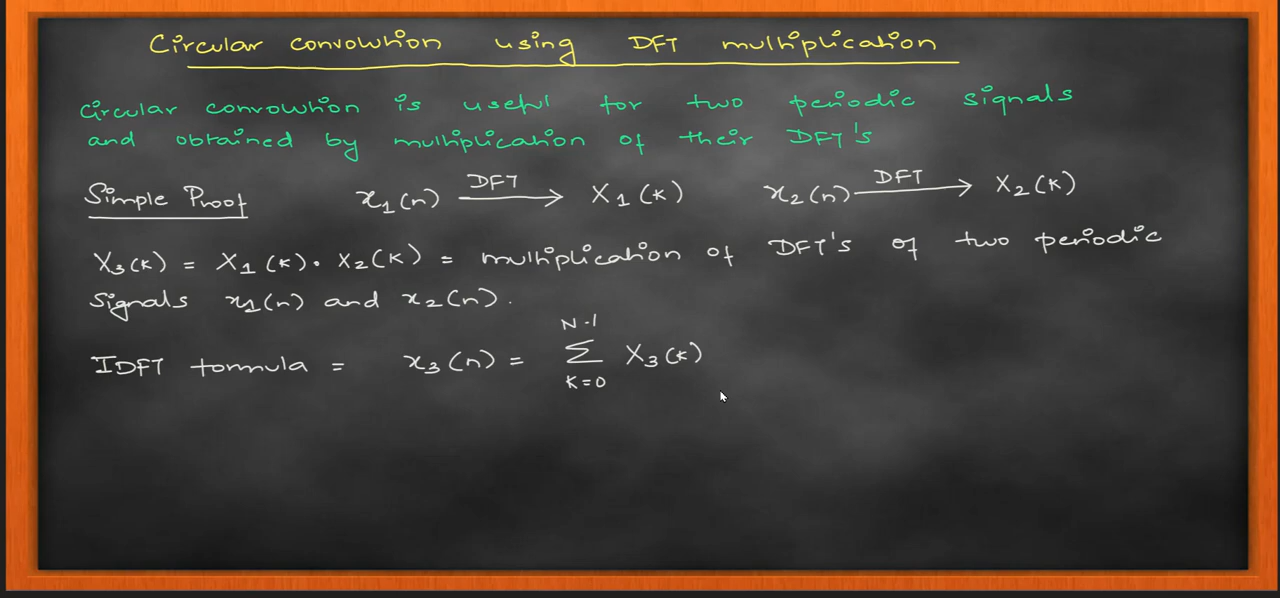 Circular convolution using DFT multiplication
Circular convolution is useful for two periodic signals
and obtained by multiplication of their DFT's
Simple Proof x₁(n) DFT→ X₁(k) x₂(n) DFT→ X₂(k)
X₃(k) = X₁(k) . X₂(k) = multiplication of DFT's of two periodic
signals x₁(n) and x₂(n).
IDFT formula = x₃(n) = N-1 Σ k=0 X₃(k)